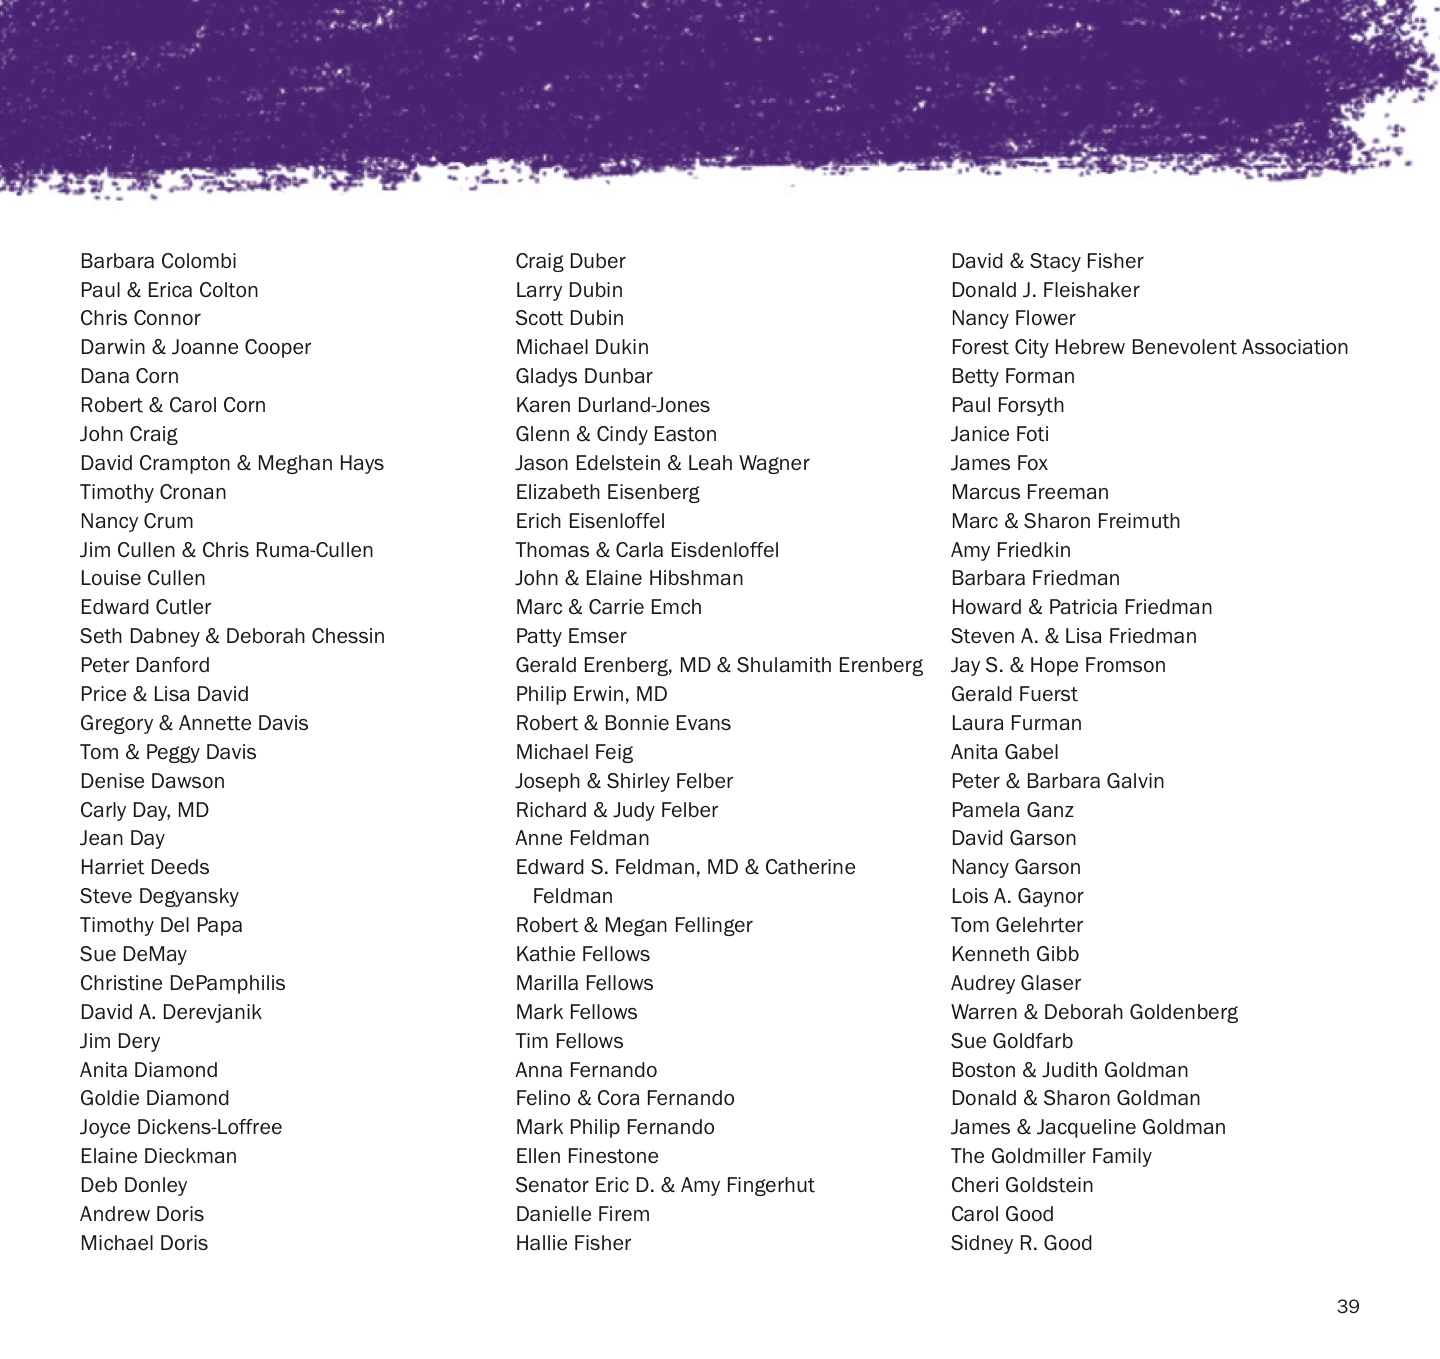 Barbara Colombi
Paul & Erica Colton
Chris Connor
Darwin & Joanne Cooper
Dana Corn
Robert & Carol Corn
John Craig
David Crampton & Meghan Hays
Timothy Cronan
Nancy Crum
Jim Cullen & Chris Ruma-Cullen
Louise Cullen
Edward Cutler
Seth Dabney & Deborah Chessin
Peter Danford
Price & Lisa David
Gregory & Annette Davis
Tom & Peggy Davis
Denise Dawson
Carly Day, MD
Jean Day
Harriet Deeds
Steve Degyansky
Timothy Del Papa
Sue DeMay
Christine DePamphilis
David A. Derevjanik
Jim Dery
Anita Diamond
Goldie Diamond
Joyce Dickens-Loffree
Elaine Dieckman
Deb Donley
Andrew Doris
Michael Doris
Craig Duber
Larry Dubin
Scott Dubin
Michael Dukin
Gladys Dunbar
Karen Durland-Jones
Glenn & Cindy Easton
Jason Edelstein & Leah Wagner
Elizabeth Eisenberg
Erich Eisenloffel
Thomas & Carla Eisdenloffel
John & Elaine Hibshman
Marc & Carrie Emch
Patty Emser
Gerald Erenberg, MD & Shulamith Erenberg
Philip Erwin, MD
Robert & Bonnie Evans
Michael Feig
Joseph & Shirley Felber
Richard & Judy Felber
Anne Feldman
Edward S. Feldman, MD & Catherine
Feldman
Robert & Megan Fellinger
Kathie Fellows
Marilla Fellows
Mark Fellows
Tim Fellows
Anna Fernando
Felino & Cora Fernando
Mark Philip Fernando
Ellen Finestone
Senator Eric D. & Amy Fingerhut
Danielle Firem
Hallie Fisher
David & Stacy Fisher
Donald J. Fleishaker
Nancy Flower
Forest City Hebrew Benevolent Association
Betty Forman
Paul Forsyth
Janice Foti
James Fox
Marcus Freeman
Marc & Sharon Freimuth
Amy Friedkin
Barbara Friedman
Howard & Patricia Friedman
Steven A. & Lisa Friedman
Jay S. & Hope Fromson
Gerald Fuerst
Laura Furman
Anita Gabel
Peter & Barbara Galvin
Pamela Ganz
David Garson
Nancy Garson
Lois A. Gaynor
Tom Gelehrter
Kenneth Gibb
Audrey Glaser
Warren & Deborah Goldenberg
Sue Goldfarb
Boston & Judith Goldman
Donald & Sharon Goldman
James & Jacqueline Goldman
The Goldmiller Family
Cheri Goldstein
Carol Good
Sidney R. Good
39